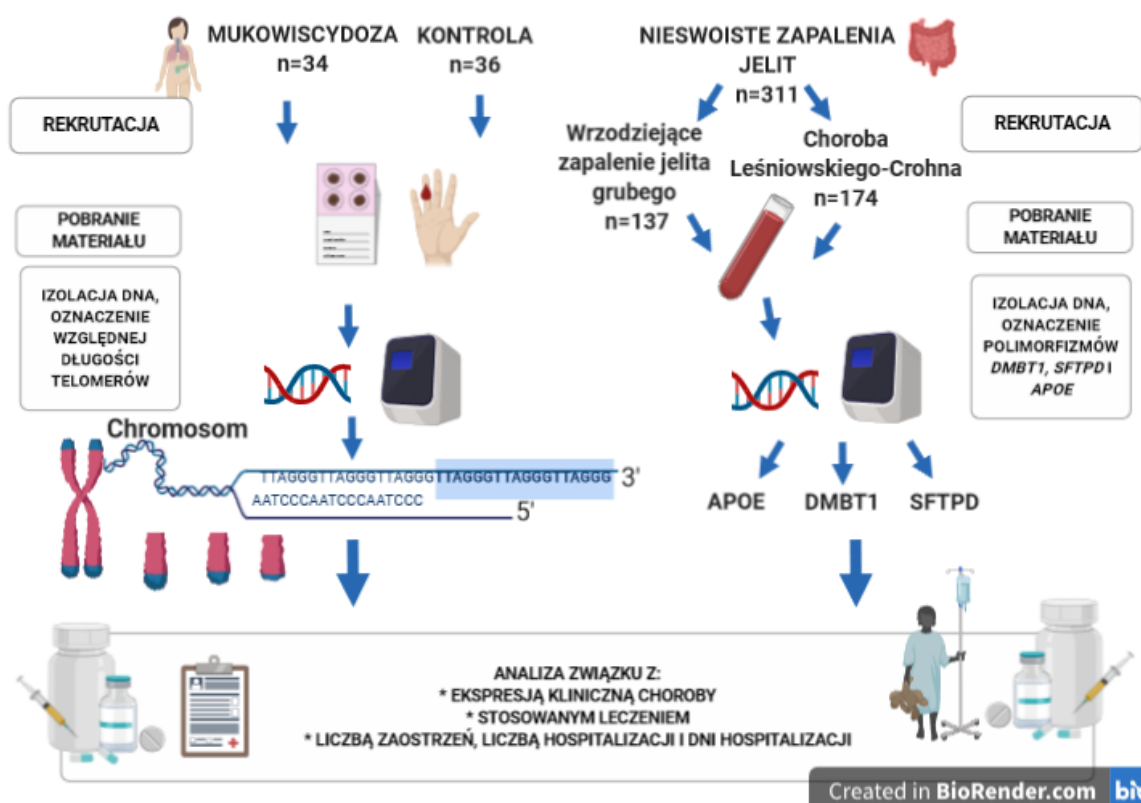 MUKOWISCYDOZA
n=34
KONTROLA
n=36
NIESWOISTE ZAPALENIA
JELIT
n=311
REKRUTACJA
REKRUTACJA
Wrzodziejące
zapalenie jelita
grubego
n=137
Choroba
Leśniowskiego-Crohna
n=174
POBRANIE
MATERIAŁU
POBRANIE
MATERIAŁU
IZOLACJA DNA,
OZNACZENIE
WZGLĘDNEJ
DŁUGOŚCI
TELOMERÓW
IZOLACJA DNA,
OZNACZENIE
POLIMORFIZMÓW
DMBT1, SFTPD I
APOE
Chromosom
TTAGGGTTAGGGTTAGGGTTAGGGTTAGGGTTAGGG 3'
AATCCCAATCCCAATCCC
5'
APOE DMBT1 SFTPD
ANALIZA ZWIĄZKU Z:
* EKSPRESJĄ KLINICZNĄ CHOROBY
* STOSOWANYM LECZENIEM
* LICZBĄ ZAOSTRZEŃ, LICZBĄ HOSPITALIZACJI I DNI HOSPITALIZACJI
Created in BioRender.com